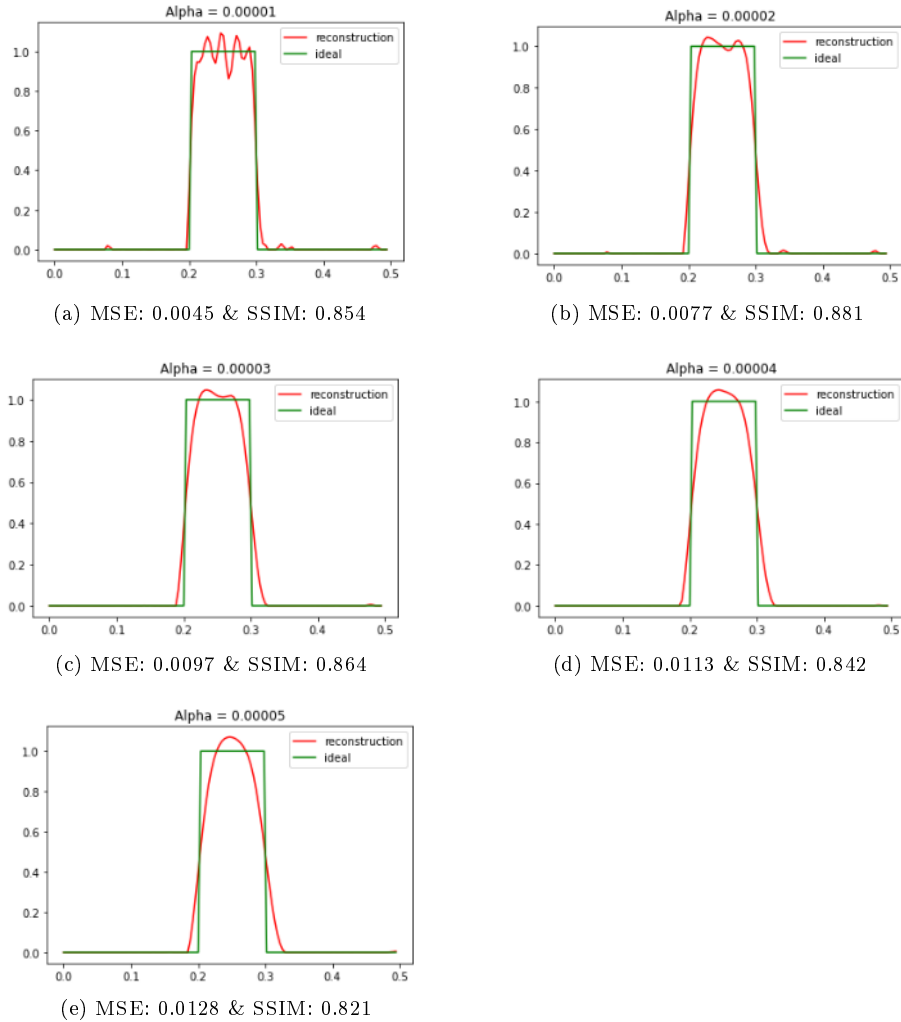 Alpha = 0.00001
reconstruction
ideal
1.0
0.8
0.6
0.4
0.2
0.0
0.0 0.1 0.2 0.3 0.4 0.5
(a) MSE: 0.0045 & SSIM: 0.854
Alpha = 0.00002
reconstruction
ideal
1.0
0.8
0.6
0.4
0.2
0.0
0.0 0.1 0.2 0.3 0.4 0.5
(b) MSE: 0.0077 & SSIM: 0.881
Alpha = 0.00003
reconstruction
ideal
1.0
0.8
0.6
0.4
0.2
0.0
0.0 0.1 0.2 0.3 0.4 0.5
(c) MSE: 0.0097 & SSIM: 0.864
Alpha = 0.00004
reconstruction
ideal
1.0
0.8
0.6
0.4
0.2
0.0
0.0 0.1 0.2 0.3 0.4 0.5
(d) MSE: 0.0113 & SSIM: 0.842
Alpha = 0.00005
reconstruction
ideal
1.0
0.8
0.6
0.4
0.2
0.0
0.0 0.1 0.2 0.3 0.4 0.5
(e) MSE: 0.0128 & SSIM: 0.821